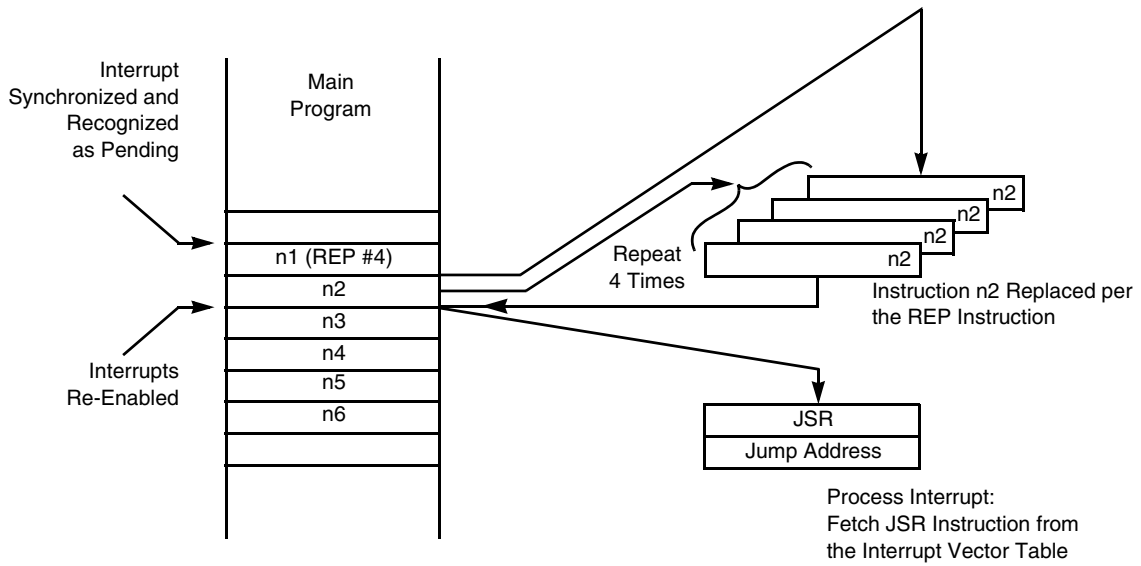 Interrupt
Synchronized and
Recognized
as Pending
Main
Program
n1 (REP #4)
n2
n3
n4
n5
n6
Interrupts
Re-Enabled
Repeat
4 Times
n2
n2
n2
n2
Instruction n2 Replaced per
the REP Instruction
JSR
Jump Address
Process Interrupt:
Fetch JSR Instruction from
the Interrupt Vector Table